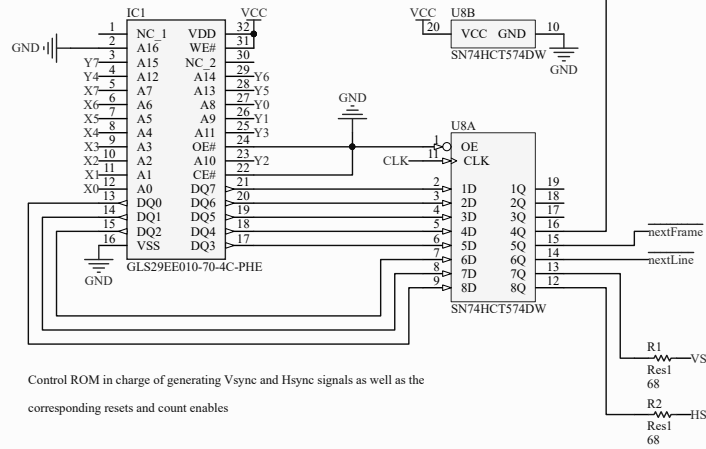 IC1
VCC
VCC
U8B
1 NC_1 VDD 32
20 VCC GND 10
GND 2 A16 WE# 31
SN74HCT574DW
GND
Y7 3 A15 NC_2 30
Y4 4 A12 A14 29 Y6
X7 5 A7 A13 28 Y5
X6 6 A6 A8 27 Y0
X5 7 A5 A9 26 Y1
X4 8 A4 A11 25 Y3
GND
X3 9 A3 OE# 24
X2 10 A2 A10 23 Y2
X1 11 A1 CE# 22
X0 12 A0 DQ7 21
13 DQ0 DQ6 20
14 DQ1 DQ5 19
15 DQ2 DQ4 18
16 VSS DQ3 17
GND
GLS29EE010-70-4C-PHE
U8A
1 OE
CLK 11 CLK
2 1D 1Q 19
3 2D 2Q 18
4 3D 3Q 17
5 4D 4Q 16
6 5D 5Q 15 nextFrame
7 6D 6Q 14 nextLine
8 7D 7Q 13
9 8D 8Q 12
SN74HCT574DW
R1
VS
Res1
68
R2
HS
Res1
68
Control ROM in charge of generating Vsync and Hsync signals as well as the
corresponding resets and count enables